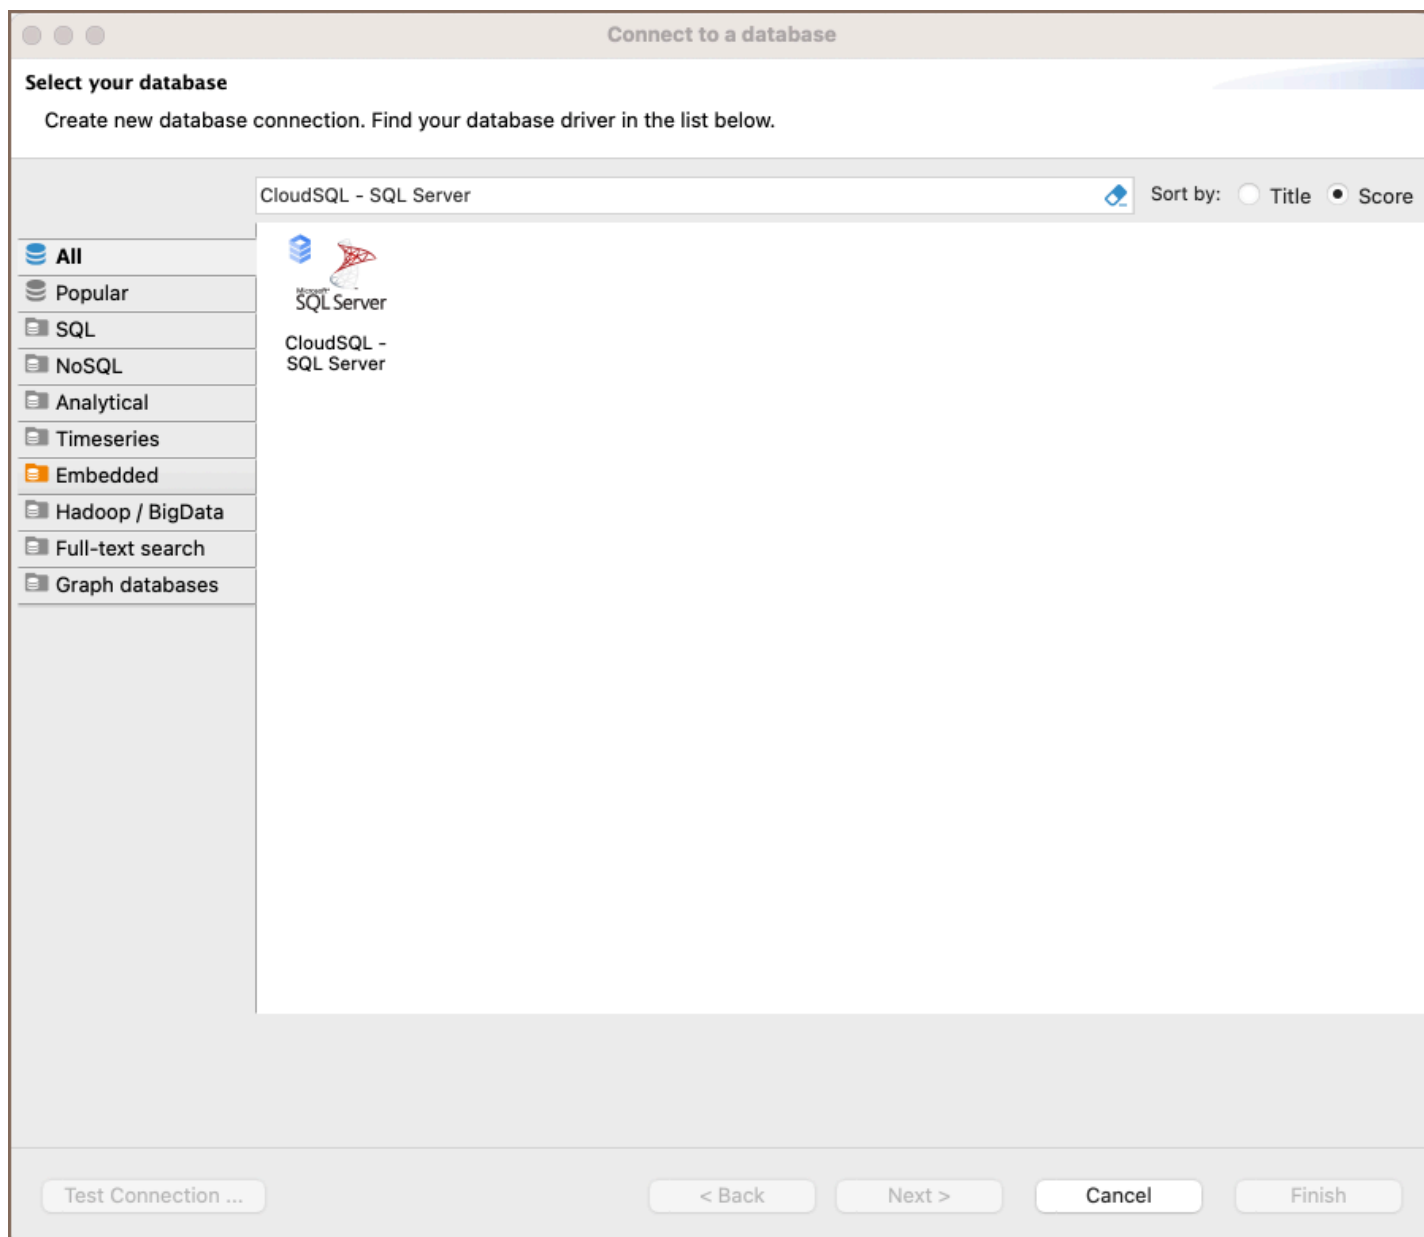 Connect to a database
Select your database
Create new database connection. Find your database driver in the list below.
CloudSQL - SQL Server
Sort by:
Title
Score
All
Popular
SQL
NoSQL
Analytical
Timeseries
Embedded
Hadoop / BigData
Full-text search
Graph databases
Microsoft
SQL Server
CloudSQL -
SQL Server
Test Connection ...
< Back
Next >
Cancel
Finish